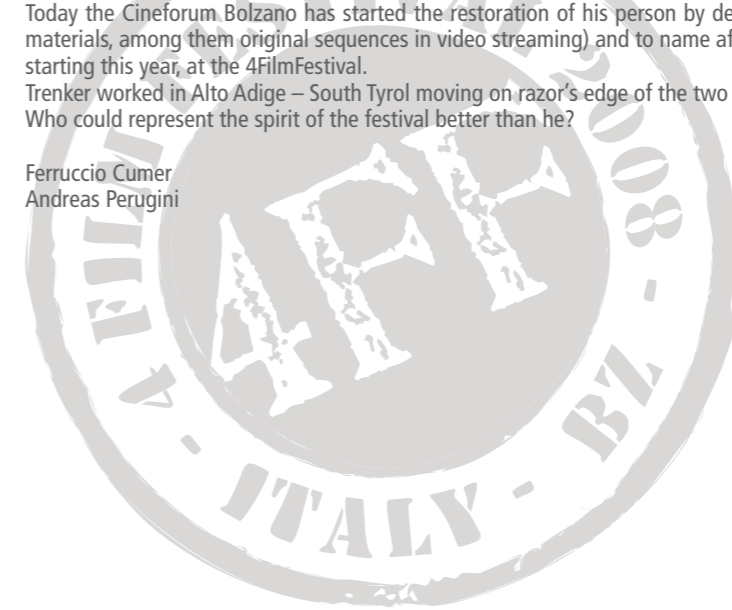 Today the Cineforum Bolzano has started the restoration of his person by de
materials, among them original sequences in video streaming) and to name af
starting this year, at the 4FilmFestival.
Trenker worked in Alto Adige – South Tyrol moving on razor's edge of the two
Who could represent the spirit of the festival better than he?
Ferruccio Cumer
Andreas Perugini
4 FILM FESTIVAL 2008 - BZ - ITALY -
4FF